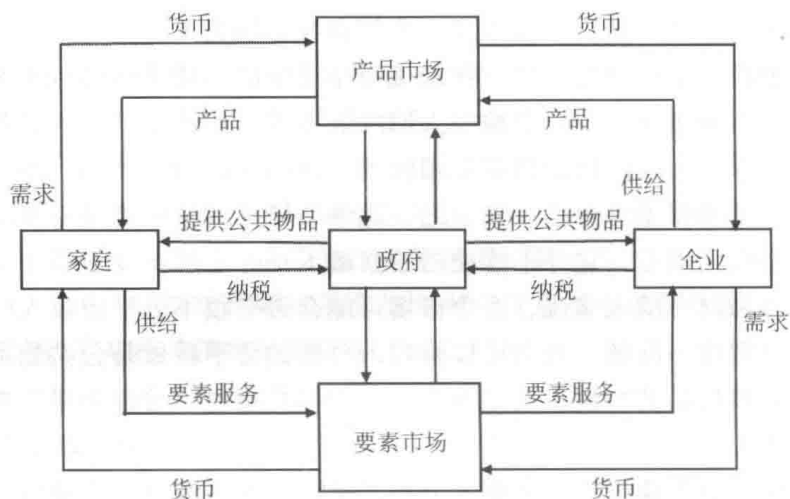 货币
货币
产品市场
产品
产品
需求
供给
提供公共物品
提供公共物品
家庭
政府
企业
纳税
纳税
供给
需求
要素服务
要素服务
要素市场
货币
货币